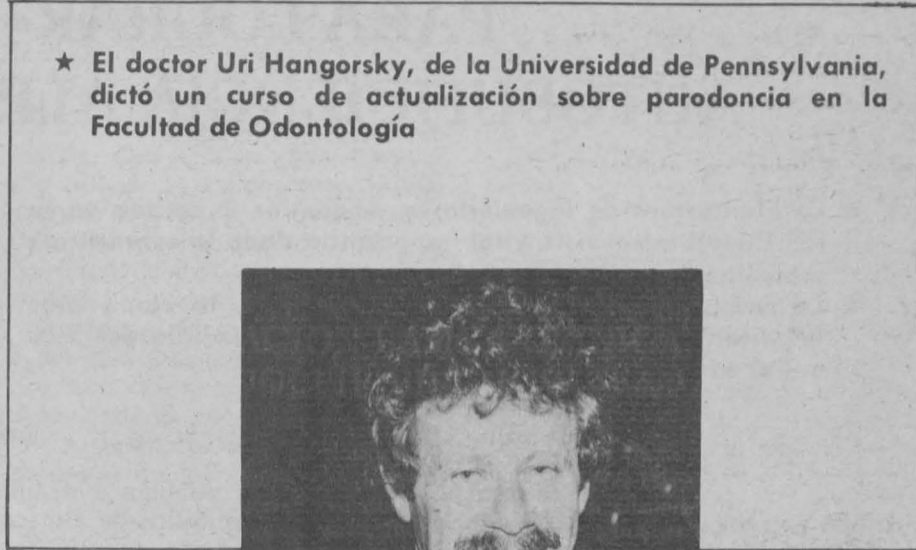 ★ El doctor Uri Hangorsky, de la Universidad de Pennsylvania,
dictó un curso de actualización sobre parodoncia en la
Facultad de Odontología